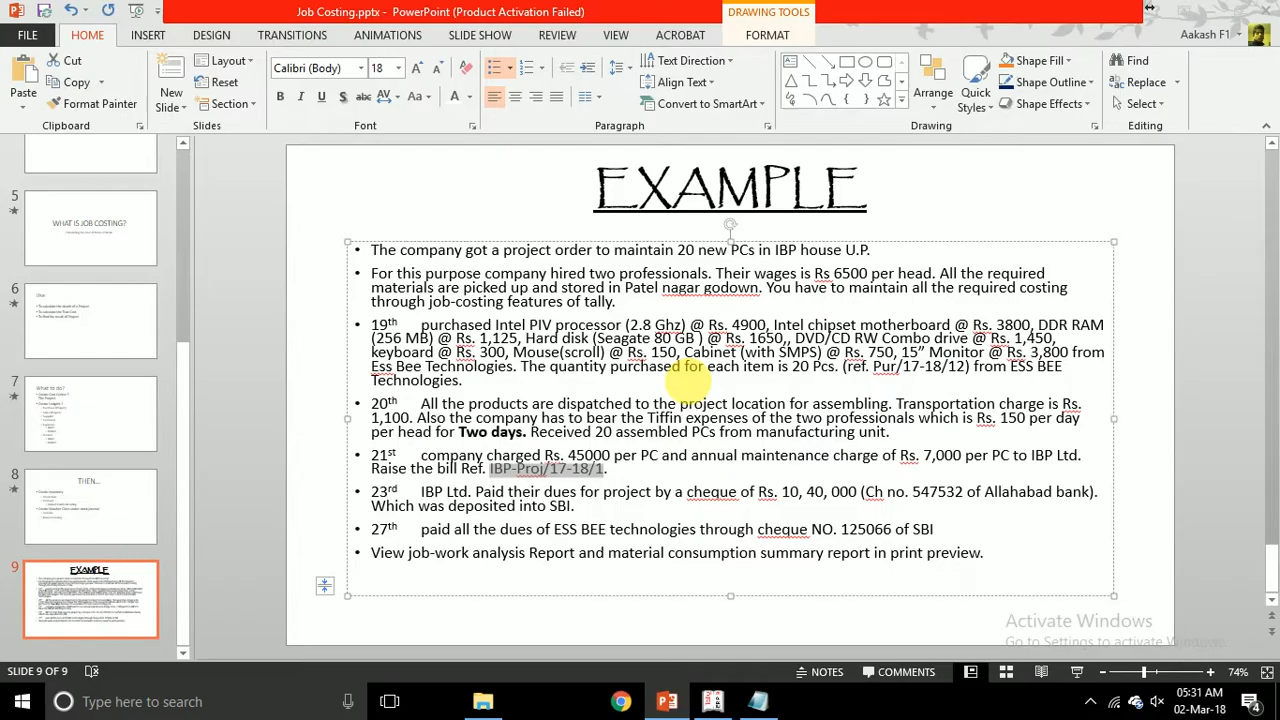 Job Costing.pptx - PowerPoint (Product Activation Failed)
DRAWING TOOLS
FILE HOME INSERT DESIGN TRANSITIONS ANIMATIONS SLIDE SHOW REVIEW VIEW ACROBAT FORMAT
Aakash F1
Paste
Cut
Copy
Format Painter
Clipboard
New Slide
Layout
Reset
Section
Slides
Calibri (Body) 18
B I U S abc AV Aa A
Font
Text Direction
Align Text
Convert to SmartArt
Paragraph
Arrange
Quick Styles
Shape Fill
Shape Outline
Shape Effects
Drawing
Find
Replace
Select
Editing
5
WHAT IS JOB COSTING?
6
7
What to do?
8
THEN...
9
EXAMPLE
EXAMPLE
• The company got a project order to maintain 20 new PCs in IBP house U.P.
• For this purpose company hired two professionals. Their wages is Rs 6500 per head. All the required
materials are picked up and stored in Patel nagar godown. You have to maintain all the required costing
through job-costing features of tally.
• 19th purchased Intel PIV processor (2.8 Ghz) @ Rs. 4900, Intel chipset motherboard @ Rs. 3800, DDR RAM
(256 MB) @ Rs. 1,125, Hard disk (Seagate 80 GB ) @ Rs. 1650,, DVD/CD RW Combo drive @ Rs. 1,450,
keyboard @ Rs. 300, Mouse(scroll) @ Rs. 150, Cabinet (with SMPS) @ Rs. 750, 15” Monitor @ Rs. 3,800 from
Ess Bee Technologies. The quantity purchased for each item is 20 Pcs. (ref. Pur/17-18/12) from ESS BEE
Technologies.
• 20th All the products are dispatched to the project location for assembling. Transportation charge is Rs.
1,100. Also the company has to bear the Tiffin expenses of the two professionals which is Rs. 150 per day
per head for Two days. Received 20 assembled PCs from manufacturing unit.
• 21st company charged Rs. 45000 per PC and annual maintenance charge of Rs. 7,000 per PC to IBP Ltd.
Raise the bill Ref. IBP-Proj/17-18/1.
• 23rd IBP Ltd. Paid their dues for project by a cheque of Rs. 10, 40, 000 (Ch no. 547532 of Allahabad bank).
Which was deposited into SBI.
• 27th paid all the dues of ESS BEE technologies through cheque NO. 125066 of SBI
• View job-work analysis Report and material consumption summary report in print preview.
Activate Windows
Go to Settings to activate Windows.
SLIDE 9 OF 9
NOTES COMMENTS 74%
Type here to search
05:31 AM
02-Mar-18
4